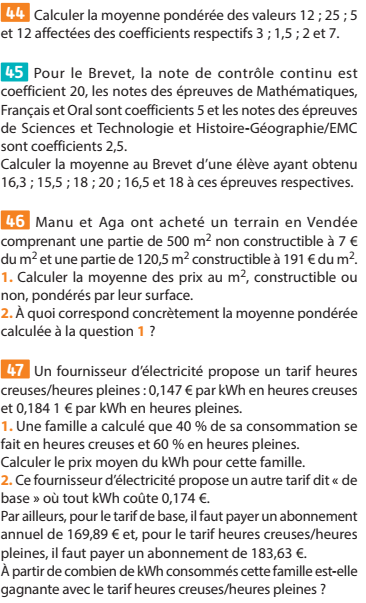 44 Calculer la moyenne pondérée des valeurs 12 ; 25 ; 5
et 12 affectées des coefficients respectifs 3 ; 1,5 ; 2 et 7.
45 Pour le Brevet, la note de contrôle continu est
coefficient 20, les notes des épreuves de Mathématiques,
Français et Oral sont coefficients 5 et les notes des épreuves
de Sciences et Technologie et Histoire-Géographie/EMC
sont coefficients 2,5.
Calculer la moyenne au Brevet d'une élève ayant obtenu
16,3 ; 15,5 ; 18 ; 20 ; 16,5 et 18 à ces épreuves respectives.
46 Manu et Aga ont acheté un terrain en Vendée
comprenant une partie de 500 m² non constructible à 7 €
du m² et une partie de 120,5 m² constructible à 191 € du m².
1. Calculer la moyenne des prix au m², constructible ou
non, pondérés par leur surface.
2. À quoi correspond concrètement la moyenne pondérée
calculée à la question 1 ?
47 Un fournisseur d'électricité propose un tarif heures
creuses/heures pleines : 0,147 € par kWh en heures creuses
et 0,184 1 € par kWh en heures pleines.
1. Une famille a calculé que 40 % de sa consommation se
fait en heures creuses et 60 % en heures pleines.
Calculer le prix moyen du kWh pour cette famille.
2. Ce fournisseur d'électricité propose un autre tarif dit « de
base » où tout kWh coûte 0,174 €.
Par ailleurs, pour le tarif de base, il faut payer un abonnement
annuel de 169,89 € et, pour le tarif heures creuses/heures
pleines, il faut payer un abonnement de 183,63 €.
À partir de combien de kWh consommés cette famille est-elle
gagnante avec le tarif heures creuses/heures pleines ?